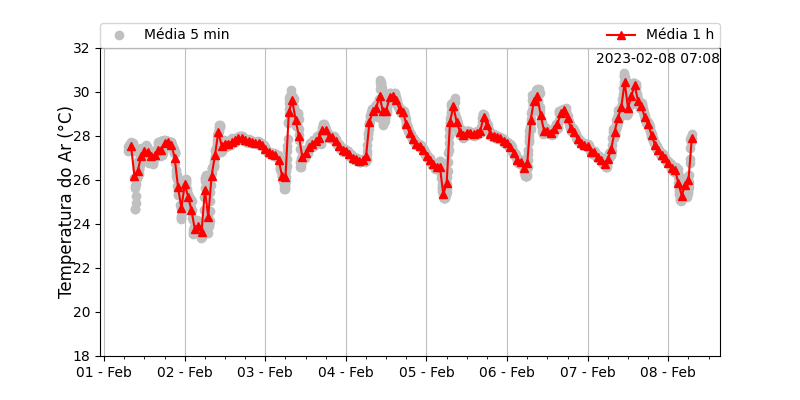 Média 5 min
Média 1 h
2023-02-08 07:08
Temperatura do Ar (°C)
32
30
28
26
24
22
20
18
01 - Feb
02 - Feb
03 - Feb
04 - Feb
05 - Feb
06 - Feb
07 - Feb
08 - Feb